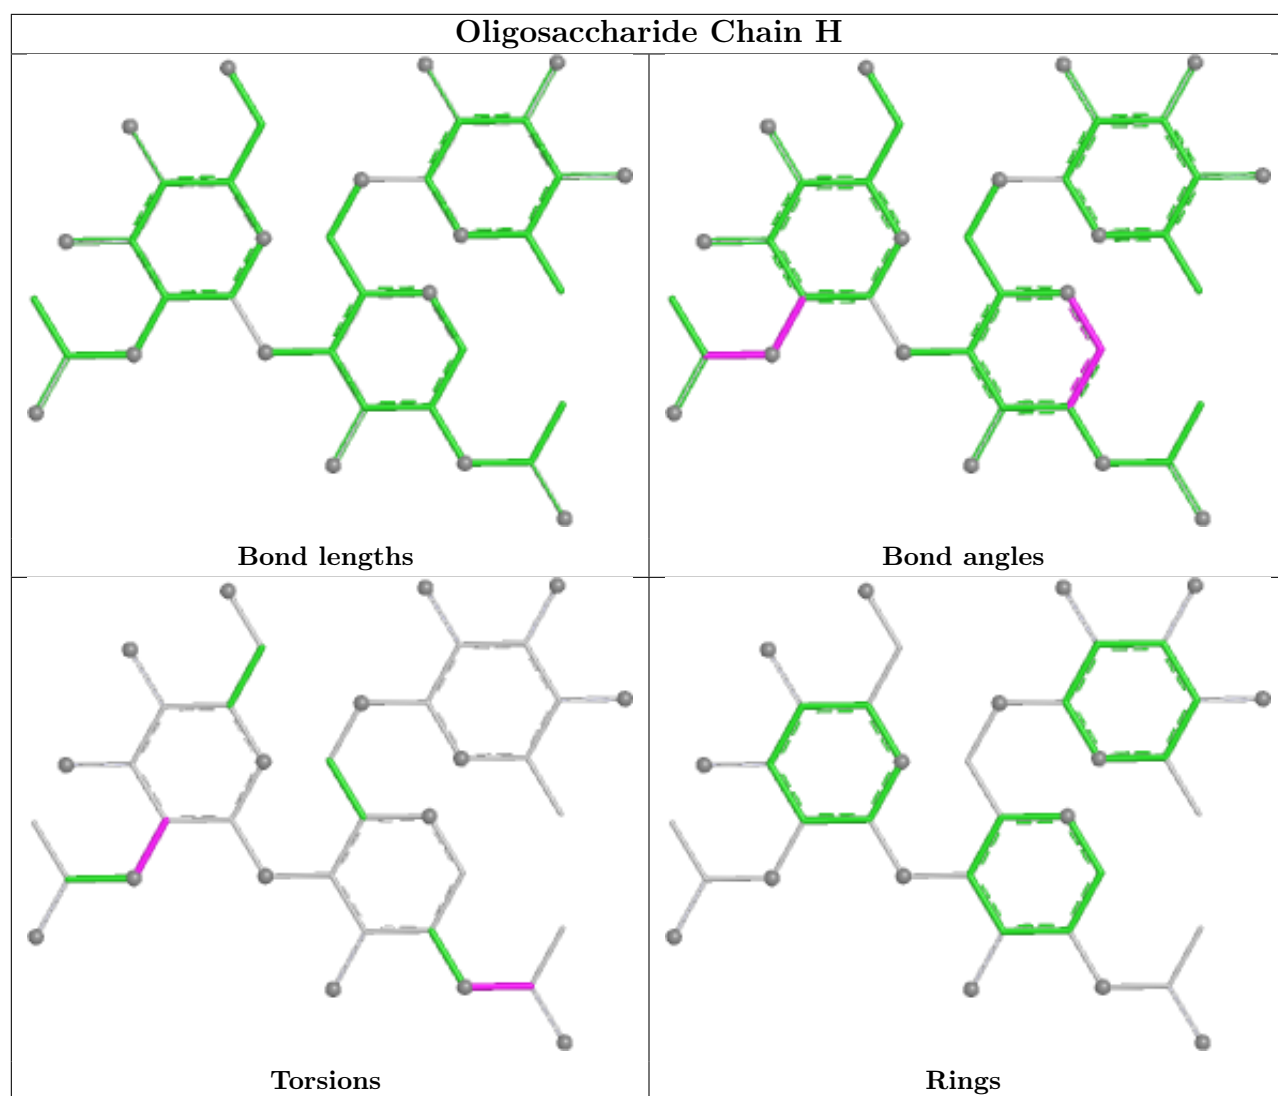 Oligosaccharide Chain H
Bond lengths
Bond angles
Torsions
Rings